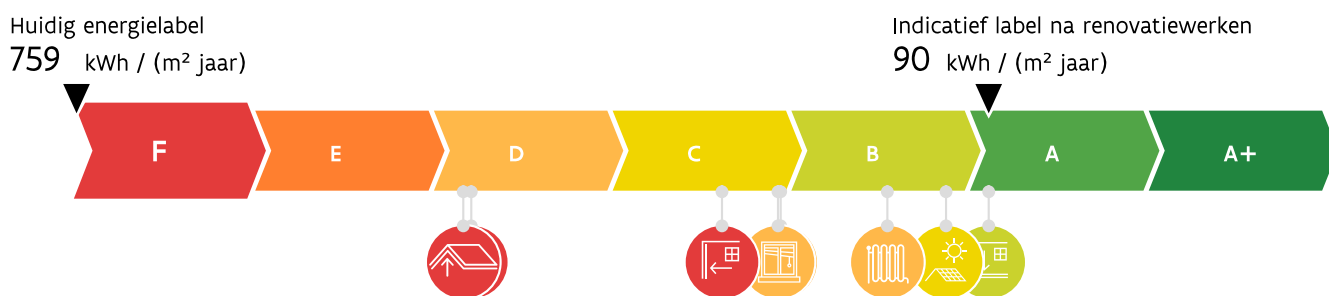 Huidig energielabel
759 kWh / (m² jaar)
Indicatief label na renovatiewerken
90 kWh / (m² jaar)
F E D C B A A+